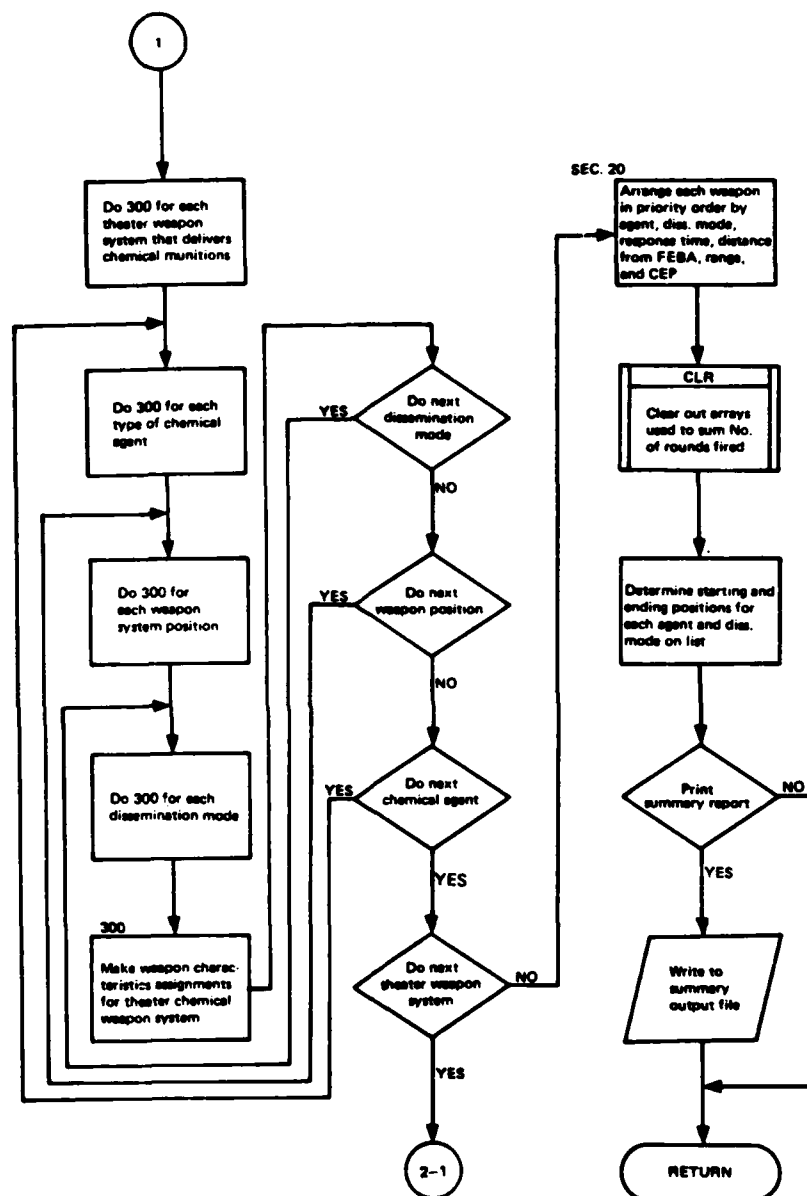 1
Do 300 for each
theater weapon
system that delivers
chemical munitions
Do 300 for each
type of chemical
agent
Do 300 for
each weapon
system position
Do 300 for each
dissemination mode
300
Make weapon charac-
teristics assignments
for theater chemical
weapon system
Do next
dissemination
mode
YES
NO
Do next
weapon position
YES
NO
Do next
chemical agent
YES
YES
Do next
theater weapon
system
NO
YES
2-1
SEC. 20
Arrange each weapon
in priority order by
agent, diss. mode,
response time, distance
from FEBA, range,
and CEP
CLR
Clear out arrays
used to sum No.
of rounds fired
Determine starting and
ending positions for
each agent and diss.
mode on list
Print
summary report
NO
YES
Write to
summary
output file
RETURN